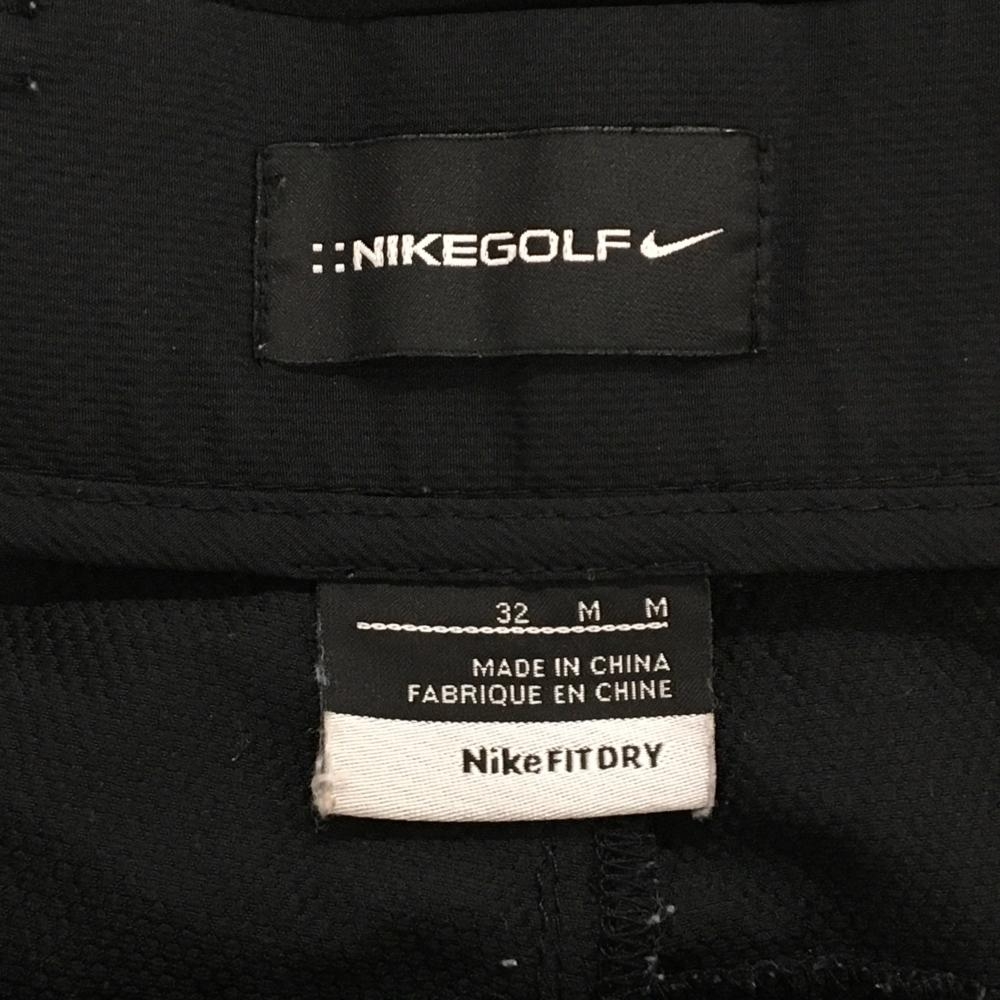 ::NIKEGOLF
32 M M
MADE IN CHINA
FABRIQUE EN CHINE
NikeFITDRY